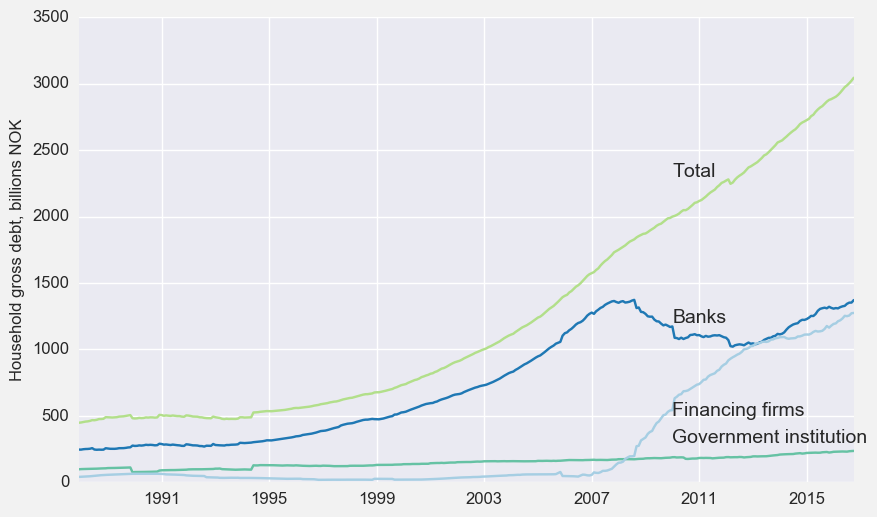 Household gross debt, billions NOK
3500
3000
2500
2000
1500
1000
500
0
Total
Banks
Financing firms
Government institution
1991 1995 1999 2003 2007 2011 2015